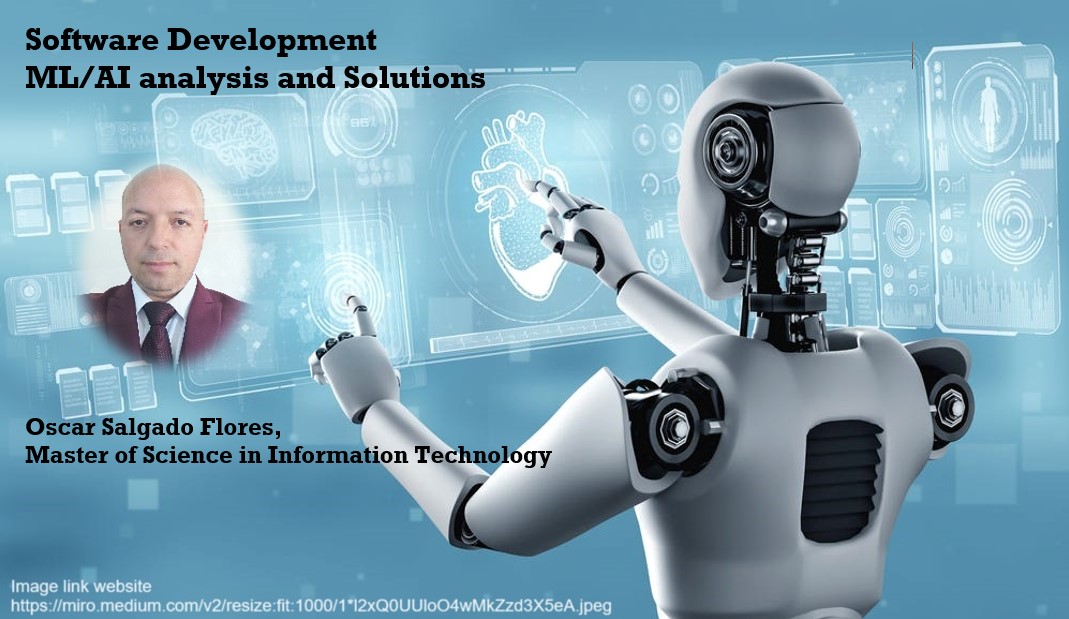 Software Development
ML/AI analysis and Solutions
96%
Oscar Salgado Flores,
Master of Science in Information Technology
Image link website
https://miro.medium.com/v2/resize:fit:1000/1*l2xQ0UUloO4wMkZzd3X5eA.jpeg